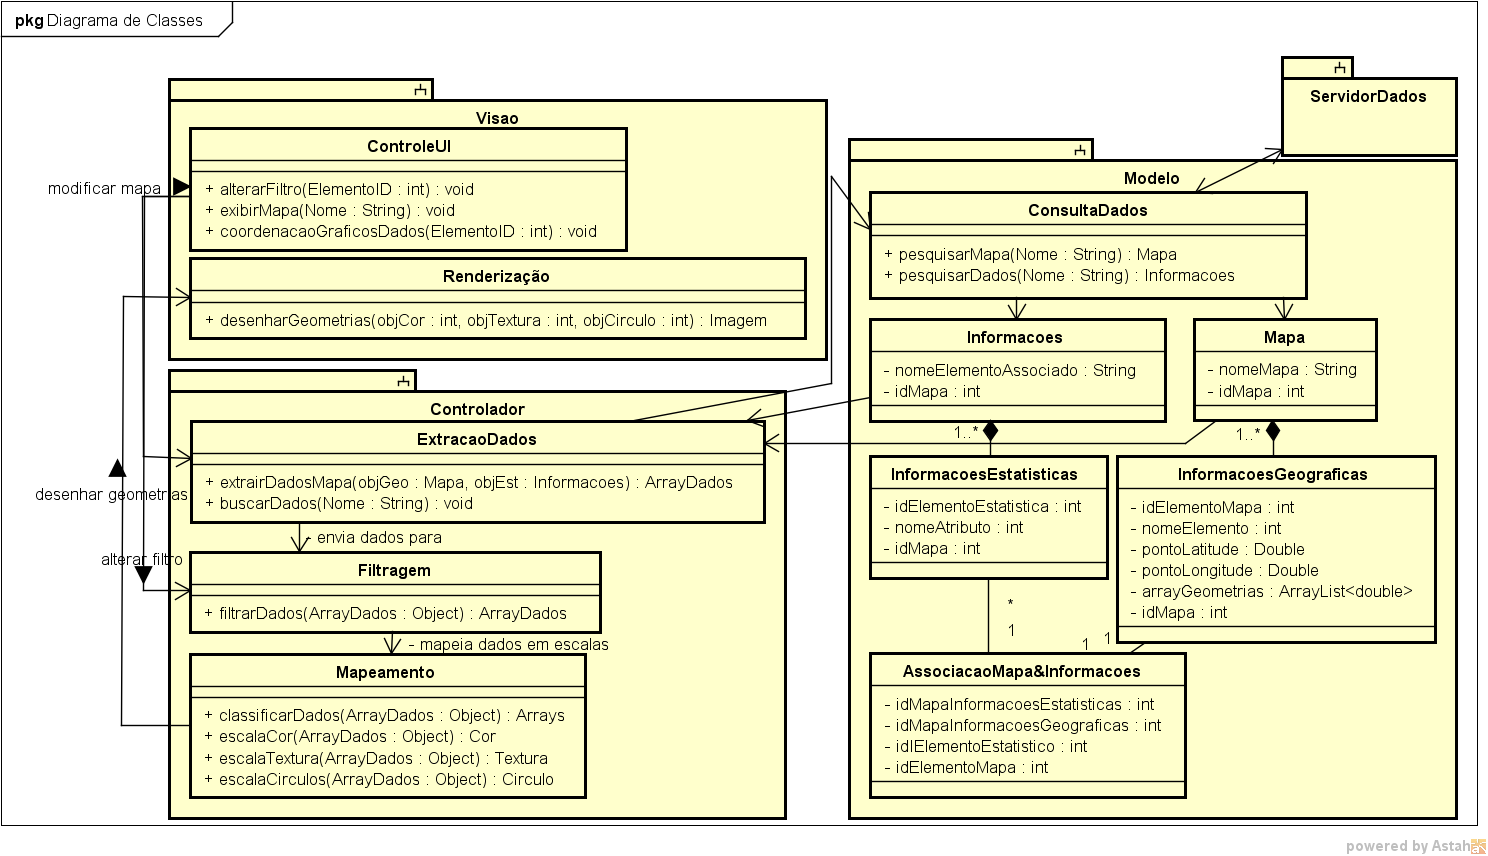 pkg Diagrama de Classes
ServidorDados
Visao
ControleUI
+ alterarFiltro(ElementoID : int) : void
+ exibirMapa(Nome : String) : void
+ coordenacaoGraficosDados(ElementoID : int) : void
modificar mapa
Renderização
+ desenharGeometrias(objCor : int, objTextura : int, objCirculo : int) : Imagem
Modelo
ConsultaDados
+ pesquisarMapa(Nome : String) : Mapa
+ pesquisarDados(Nome : String) : Informacoes
Informacoes
- nomeElementoAssociado : String
- idMapa : int
Mapa
- nomeMapa : String
- idMapa : int
1..*
1..*
Controlador
ExtracaoDados
+ extrairDadosMapa(objGeo : Mapa, objEst : Informacoes) : ArrayDados
+ buscarDados(Nome : String) : void
desenhar geometrias
- envia dados para
alterar filtro
Filtragem
+ filtrarDados(ArrayDados : Object) : ArrayDados
- mapeia dados em escalas
Mapeamento
+ classificarDados(ArrayDados : Object) : Arrays
+ escalaCor(ArrayDados : Object) : Cor
+ escalaTextura(ArrayDados : Object) : Textura
+ escalaCirculos(ArrayDados : Object) : Circulo
InformacoesEstatisticas
- idElementoEstatistica : int
- nomeAtributo : int
- idMapa : int
InformacoesGeograficas
- idElementoMapa : int
- nomeElemento : int
- pontoLatitude : Double
- pontoLongitude : Double
- arrayGeometrias : ArrayList<double>
- idMapa : int
*
1
1
1
AssociacaoMapa&Informacoes
- idMapaInformacoesEstatisticas : int
- idMapaInformacoesGeograficas : int
- idIElementoEstatistico : int
- idElementoMapa : int
powered by Astah